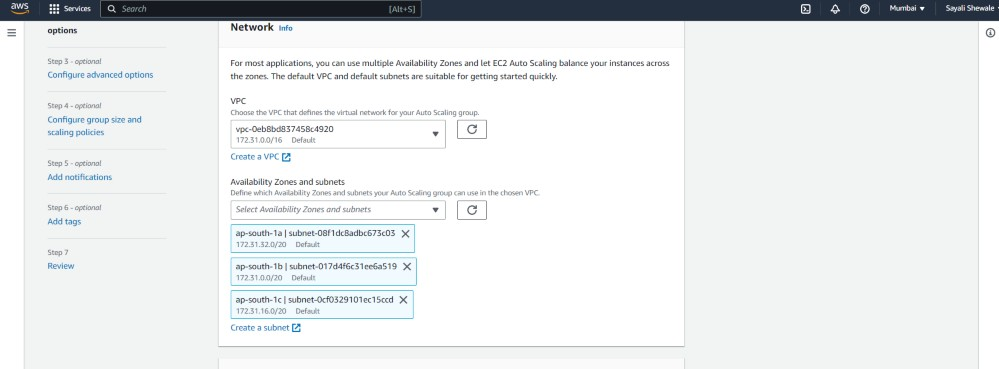 aws
Services
Search
[Alt+S]
Mumbai
Sayali Shewale
options
Step 3 - optional
Configure advanced options
Step 4 - optional
Configure group size and
scaling policies
Step 5 - optional
Add notifications
Step 6 - optional
Add tags
Step 7
Review
Network Info
For most applications, you can use multiple Availability Zones and let EC2 Auto Scaling balance your instances across
the zones. The default VPC and default subnets are suitable for getting started quickly.
VPC
Choose the VPC that defines the virtual network for your Auto Scaling group.
vpc-0eb8bd837458c4920
172.31.0.0/16 Default
Create a VPC
Availability Zones and subnets
Define which Availability Zones and subnets your Auto Scaling group can use in the chosen VPC.
Select Availability Zones and subnets
ap-south-1a | subnet-08f1dc8adbc673c03
172.31.32.0/20 Default
ap-south-1b | subnet-017d4f6c31ee6a519
172.31.0.0/20 Default
ap-south-1c | subnet-0cf0329101ec15ccd
172.31.16.0/20 Default
Create a subnet